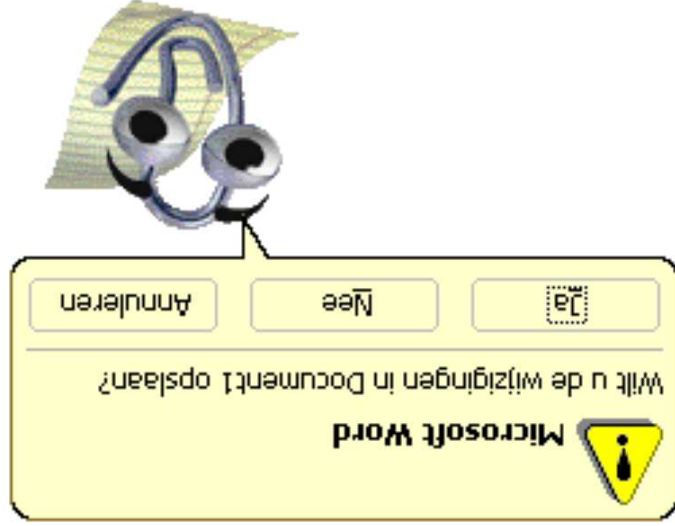 Microsoft Word
Wilt u de wijzigingen in Document1 opslaan?
Ja Nee Annuleren